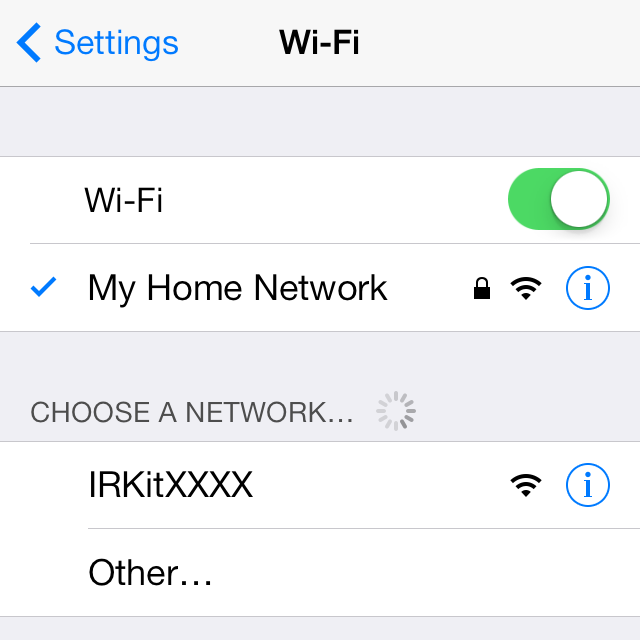 Settings Wi-Fi
Wi-Fi
My Home Network
CHOOSE A NETWORK...
IRKitXXXX
Other...